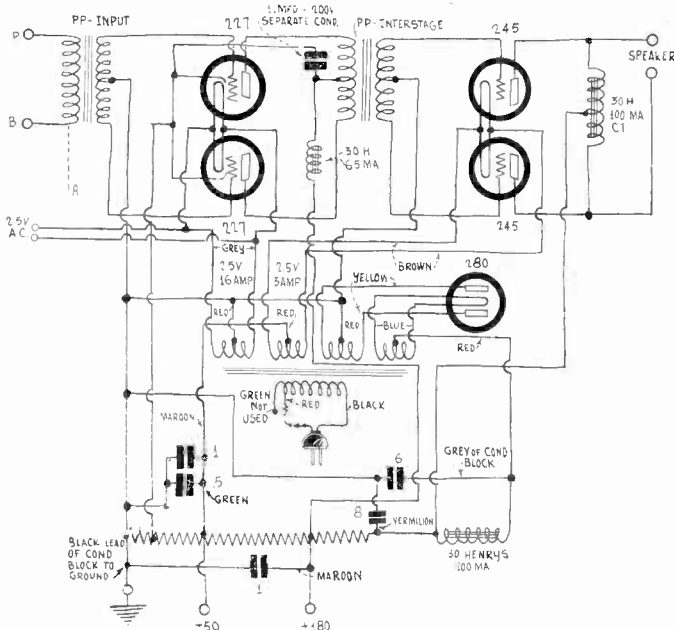 PP-INPUT
227
1.MFD-200V
SEPARATE COND.
PP-INTERSTAGE
245
P
SPEAKER
B
30 H
100 MA
CT
30 H
65 MA
A
2.5V
A.C.
227
GREY
245
BROWN
2.5V
16 AMP
2.5V
3 AMP
YELLOW
280
RED
RED
RED
BLUE
RED
GREEN
NOT
USED
RED
BLACK
MAROON
1
.5
GREEN
6
GREY OF COND
BLOCK
8
VERMILION
BLACK LEAD
OF COND
BLOCK TO
GROUND
30 HENRYS
100 MA
1
MAROON
+50
+180